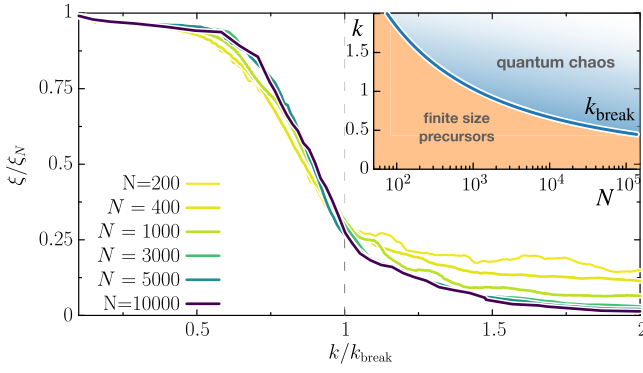 1
0.75
0.5
0.25
0
ξ/ξ_N
0.5
1
1.5
2
k/k_break
N=200
N = 400
N = 1000
N = 3000
N = 5000
N=10000
k
1.5
1
0.5
0
10^2
10^3
10^4
10^5
N
quantum chaos
k_break
finite size
precursors